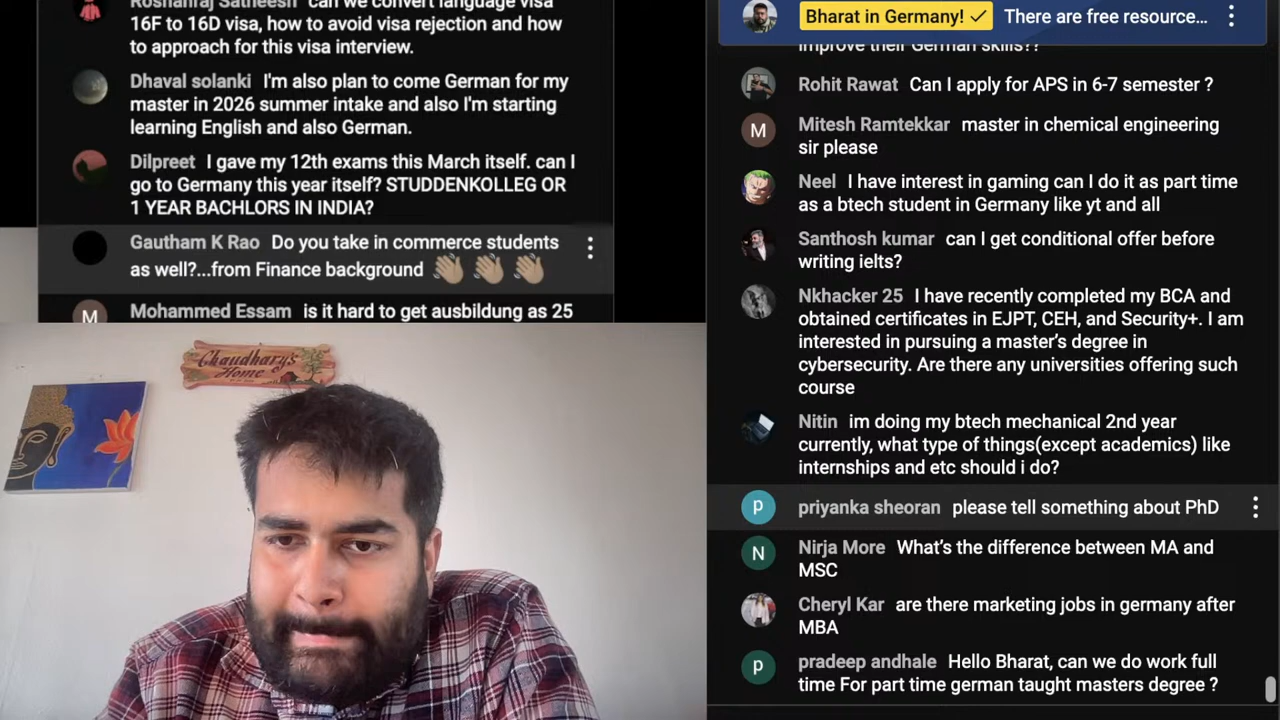 Roshanraj Satheesh can we convert language visa
16F to 16D visa, how to avoid visa rejection and how
to approach for this visa interview.
Dhaval solanki I'm also plan to come German for my
master in 2026 summer intake and also I'm starting
learning English and also German.
Dilpreet I gave my 12th exams this March itself. can I
go to Germany this year itself? STUDDENKOLLEG OR
1 YEAR BACHLORS IN INDIA?
Gautham K Rao Do you take in commerce students
as well?...from Finance background 👏🏽👏🏽👏🏽
M
Mohammed Essam is it hard to get ausbildung as 25
Chaudhary's
Home
Bharat in Germany! ✓ There are free resource...
improve their German skills??
Rohit Rawat Can I apply for APS in 6-7 semester ?
M
Mitesh Ramtekkar master in chemical engineering
sir please
Neel I have interest in gaming can I do it as part time
as a btech student in Germany like yt and all
Santhosh kumar can I get conditional offer before
writing ielts?
Nkhacker 25 I have recently completed my BCA and
obtained certificates in EJPT, CEH, and Security+. I am
interested in pursuing a master's degree in
cybersecurity. Are there any universities offering such
course
Nitin im doing my btech mechanical 2nd year
currently, what type of things(except academics) like
internships and etc should i do?
p
priyanka sheoran please tell something about PhD
N
Nirja More What's the difference between MA and
MSC
Cheryl Kar are there marketing jobs in germany after
MBA
p
pradeep andhale Hello Bharat, can we do work full
time For part time german taught masters degree ?